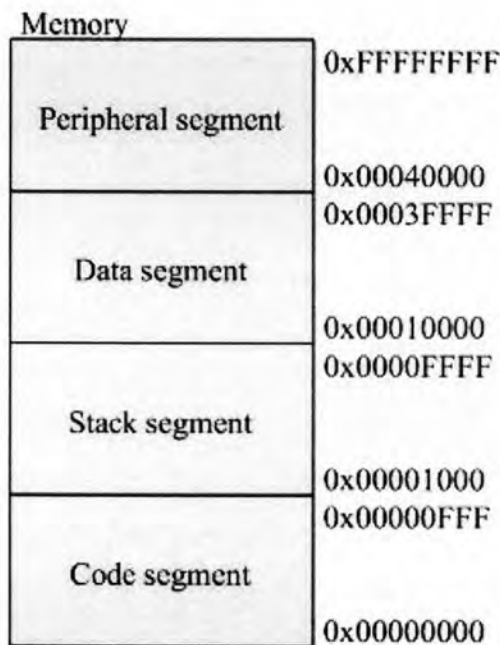 Memory
0xFFFFFFFF
Peripheral segment
0x00040000
0x0003FFFF
Data segment
0x00010000
0x0000FFFF
Stack segment
0x00001000
0x00000FFF
Code segment
0x00000000